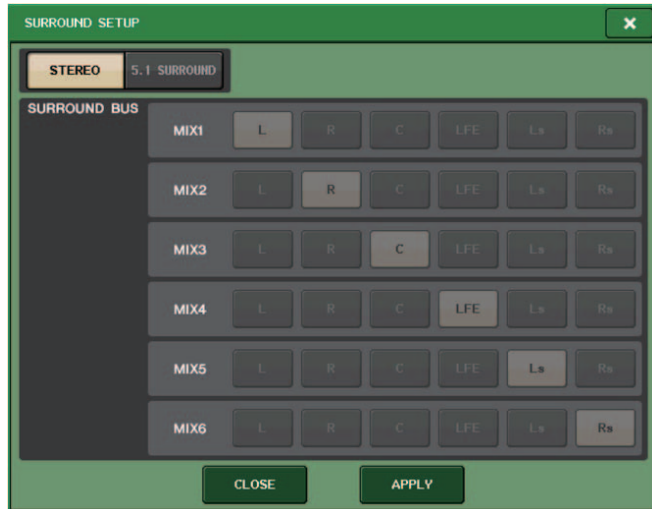 SURROUND SETUP ×
STEREO 5.1 SURROUND
SURROUND BUS
MIX1 L R C LFE Ls Rs
MIX2 L R C LFE Ls Rs
MIX3 L R C LFE Ls Rs
MIX4 L R C LFE Ls Rs
MIX5 L R C LFE Ls Rs
MIX6 L R C LFE Ls Rs
CLOSE APPLY